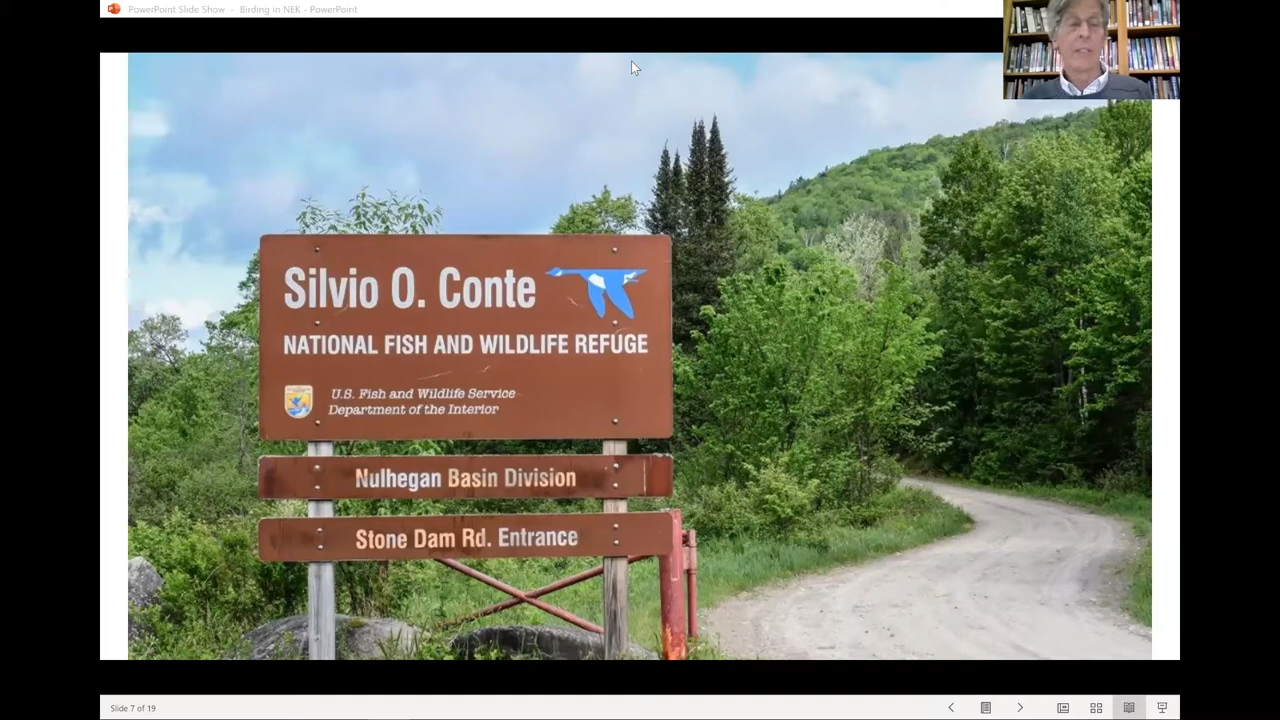 PowerPoint Slide Show - Birding in NEK - PowerPoint
Silvio O. Conte
NATIONAL FISH AND WILDLIFE REFUGE
U.S. Fish and Wildlife Service
Department of the Interior
Nulhegan Basin Division
Stone Dam Rd. Entrance
Slide 7 of 19